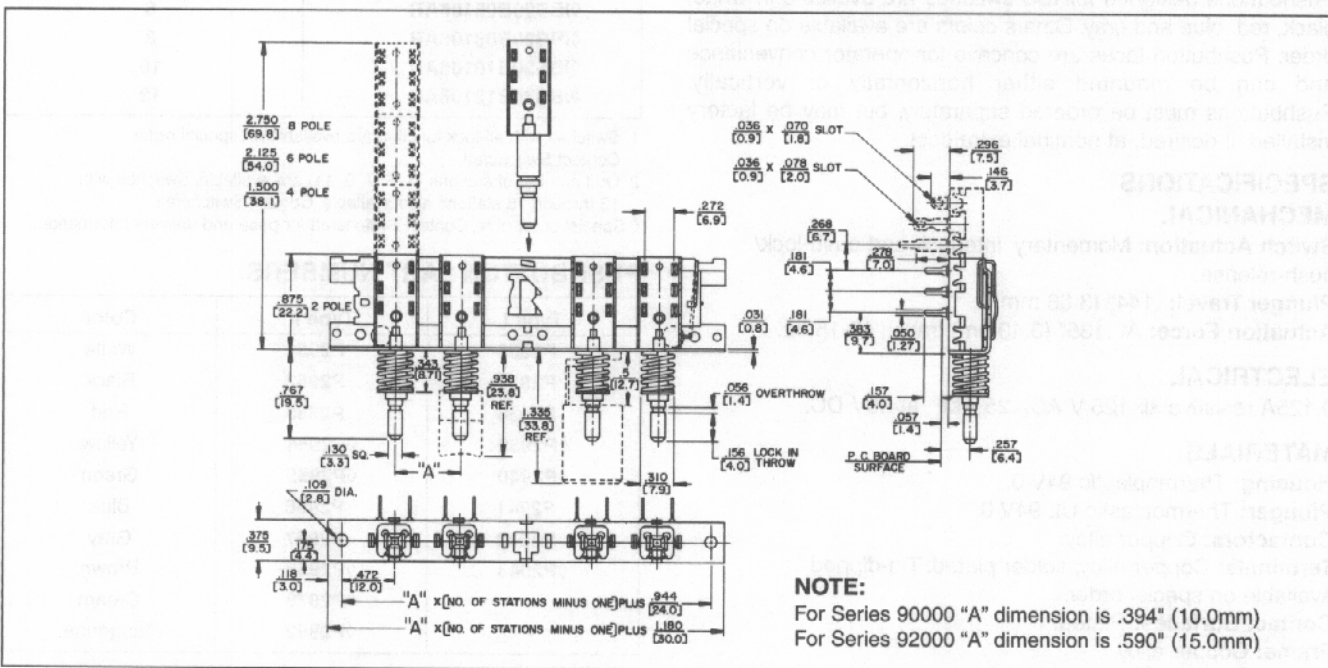 2.750
[69.8] 8 POLE
2.125
[54.0] 6 POLE
1.500
[38.1] 4 POLE
.875
[22.2] 2 POLE
.767
[19.5]
.130 SQ.
[3.3]
"A"
.343
[8.71]
.938
[23.8]
REF.
1.335
[33.8]
REF.
.5
[12.7]
.272
[6.9]
.310
[7.9]
.031
[0.8]
.056 OVERTHROW
[1.4]
.156 LOCK IN
[4.0] THROW
.036 X .070 SLOT
[0.9] [1.8]
.036 X .078 SLOT
[0.9] [2.0]
.296
[7.5]
.146
[3.7]
.268
[6.7]
.278
[7.0]
.181
[4.6]
.181
[4.6]
.383
[9.7]
.050
[1.27]
.157
[4.0]
.057
[1.4]
P.C. BOARD
SURFACE
.257
[6.4]
.109 DIA.
[2.8]
.375
[9.5]
.175
[4.4]
.118
[3.0]
.472
[12.0]
"A" X[NO. OF STATIONS MINUS ONE]PLUS .944
[24.0]
"A" X[NO. OF STATIONS MINUS ONE]PLUS 1.180
[30.0]
NOTE:
For Series 90000 "A" dimension is .394" (10.0mm)
For Series 92000 "A" dimension is .590" (15.0mm)